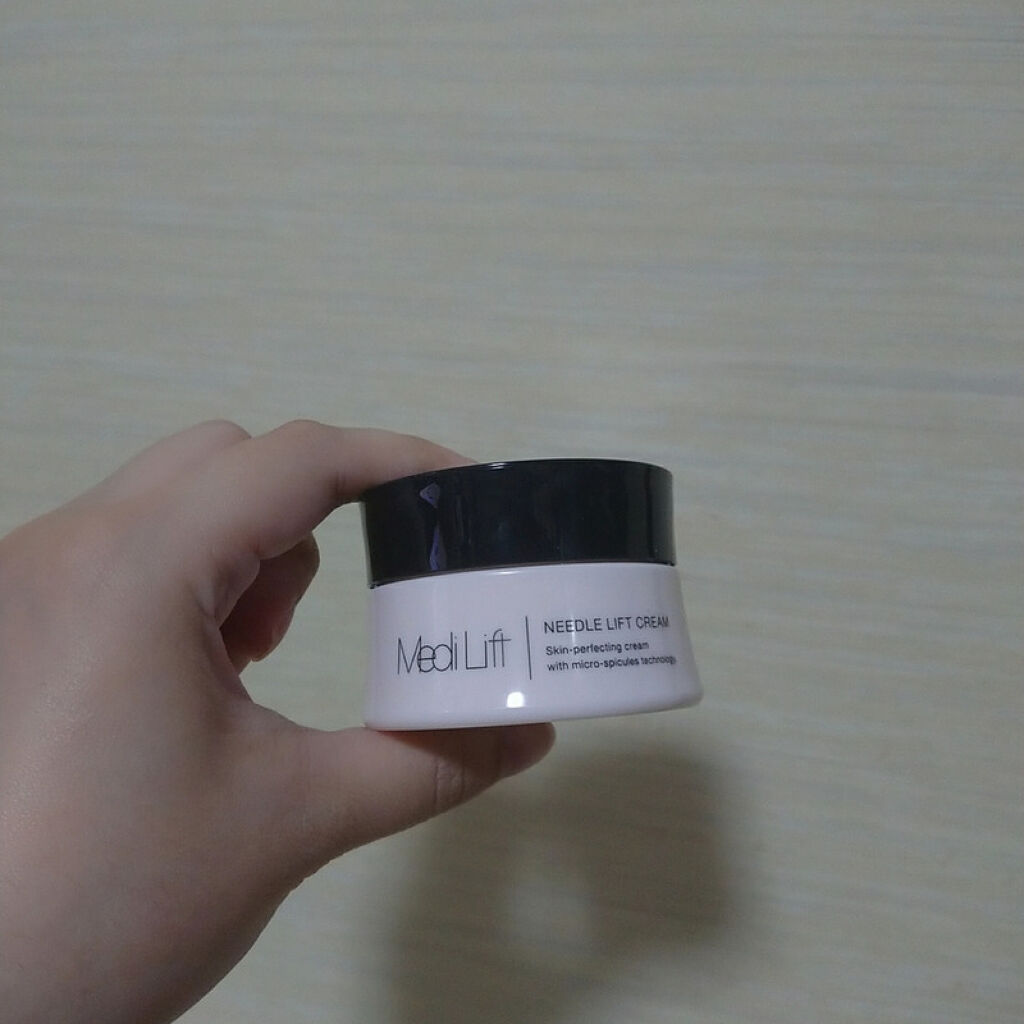 Medi Lift
NEEDLE LIFT CREAM
Skin-perfecting cream
with micro-spicules technology